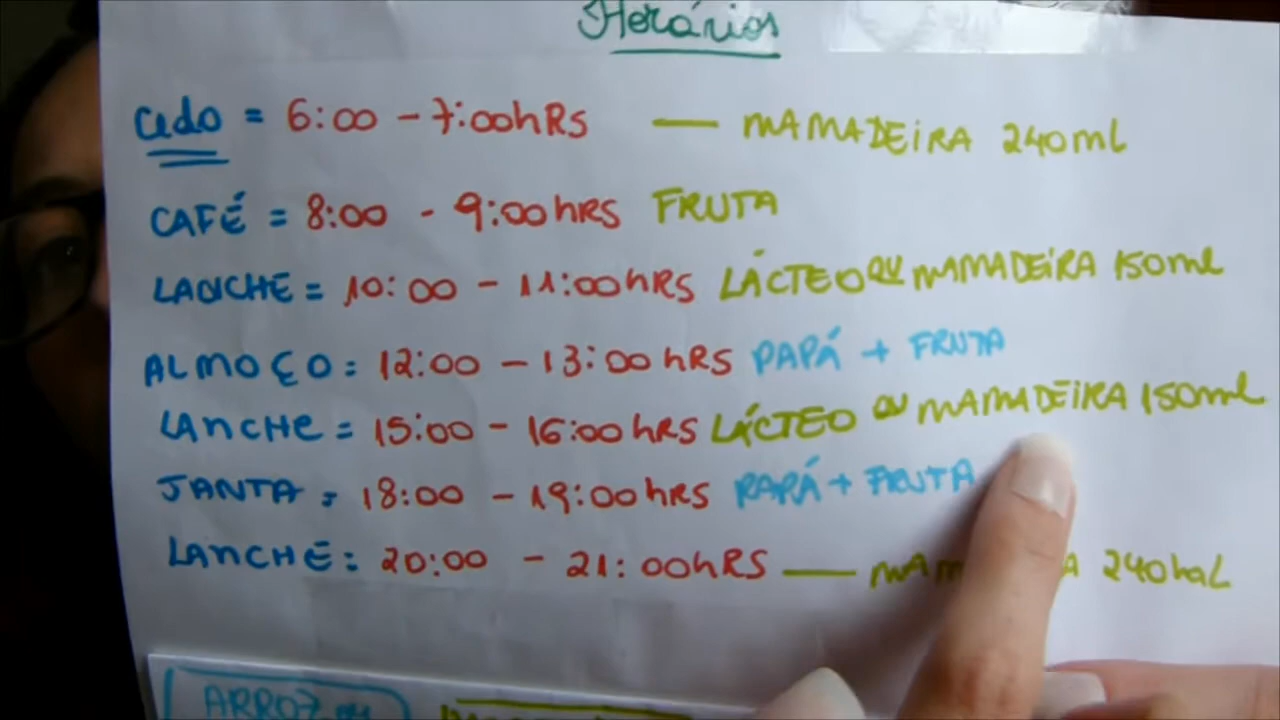 Horários
Cedo = 6:00 - 7:00hRs — MAMADEIRA 240ml
CAFÉ = 8:00 - 9:00hRS FRUTA
LANCHE = 10:00 - 11:00hRS LÁCTEO OU MAMADEIRA 150ml
ALMOÇO: 12:00 - 13:00hRS PAPÁ + FRUTA
LANCHE = 15:00 - 16:00hRS LÁCTEO OU MAMADEIRA 150ml
JANTA = 18:00 - 19:00hRS PAPÁ + FRUTA
LANCHE: 20:00 - 21:00hRS — 240ml
ARROZ